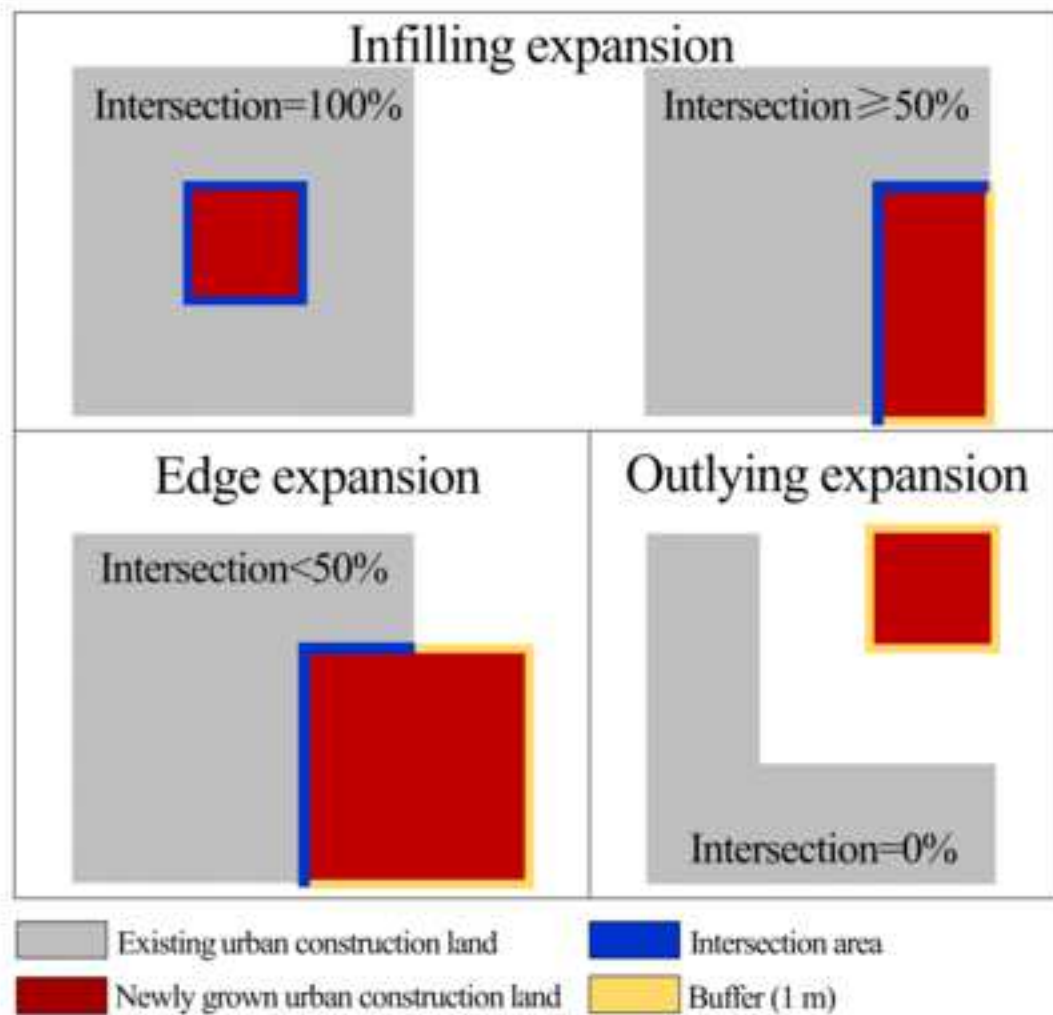 Infilling expansion
Intersection=100%
Intersection≥50%
Edge expansion
Intersection<50%
Outlying expansion
Intersection=0%
Existing urban construction land
Intersection area
Newly grown urban construction land
Buffer (1 m)